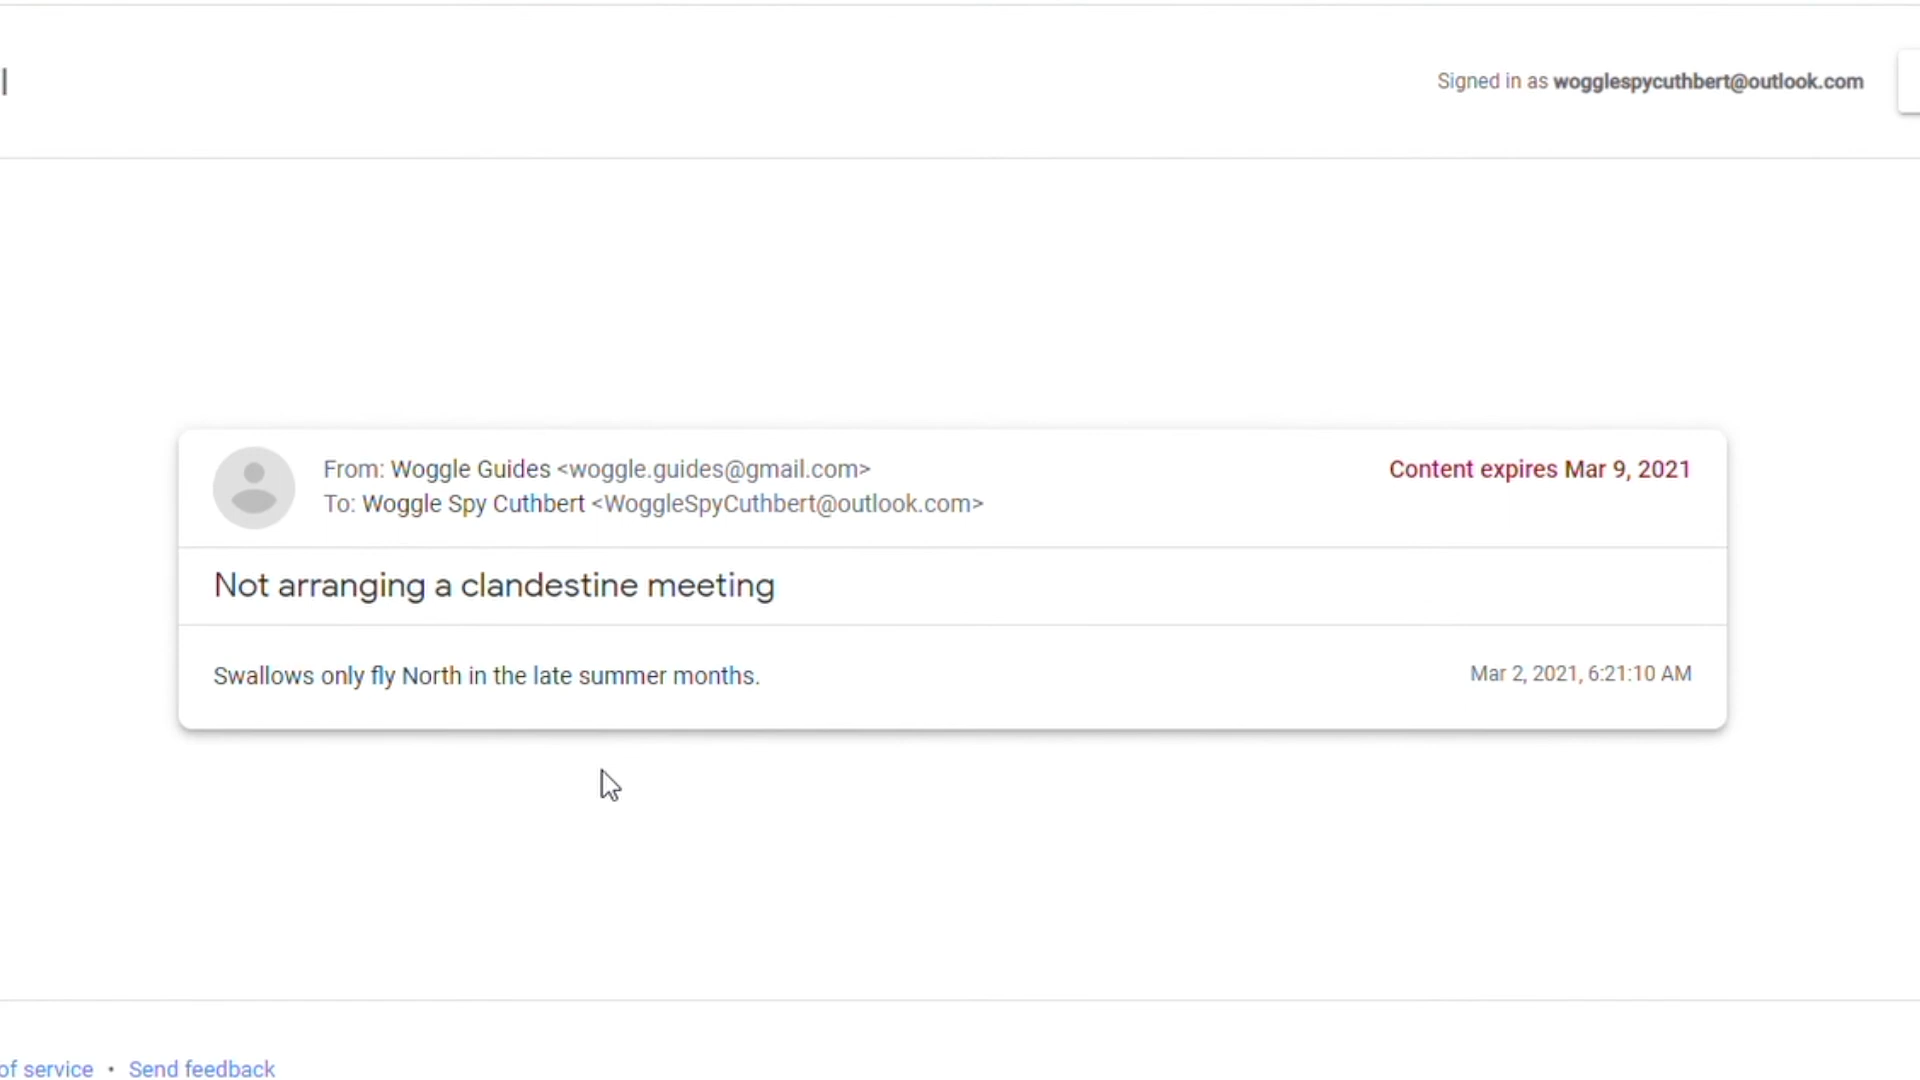 Signed in as wogglespycuthbert@outlook.com
From: Woggle Guides <woggle.guides@gmail.com>
Content expires Mar 9, 2021
To: Woggle Spy Cuthbert <WoggleSpyCuthbert@outlook.com>
Not arranging a clandestine meeting
Swallows only fly North in the late summer months.
Mar 2, 2021, 6:21:10 AM
of service • Send feedback